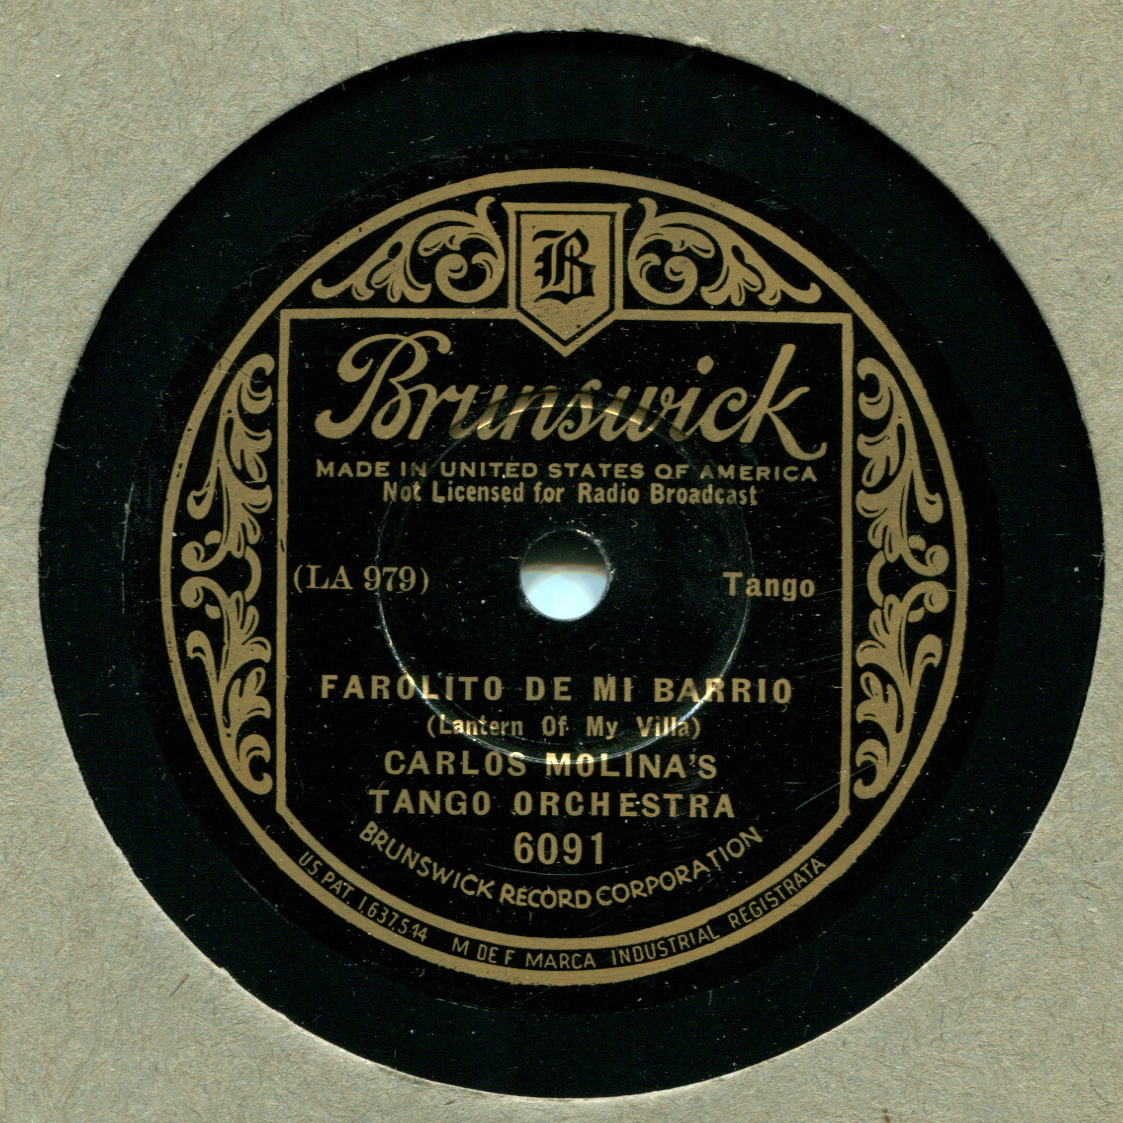 B
Brunswick
MADE IN UNITED STATES OF AMERICA
Not Licensed for Radio Broadcast
(LA 979) Tango
FAROLITO DE MI BARRIO
(Lantern Of My Villa)
CARLOS MOLINA'S
TANGO ORCHESTRA
6091
BRUNSWICK RECORD CORPORATION
U.S. PAT. 1,637,544 M DE F MARCA INDUSTRIAL REGISTRATA